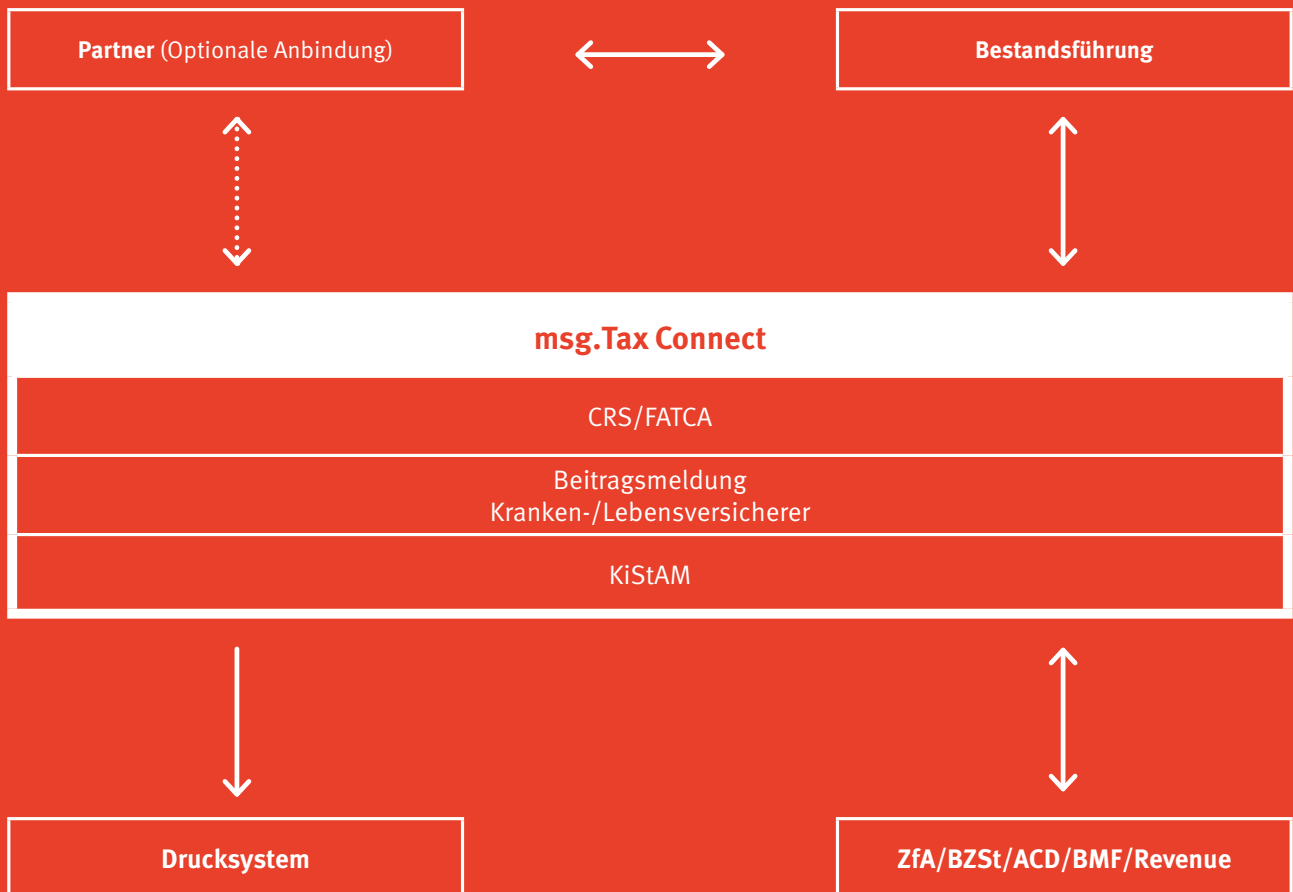 Partner (Optionale Anbindung)
Bestandsführung
msg.Tax Connect
CRS/FATCA
Beitragsmeldung
Kranken-/Lebensversicherer
KiStAM
Drucksystem
ZfA/BZSt/ACD/BMF/Revenue